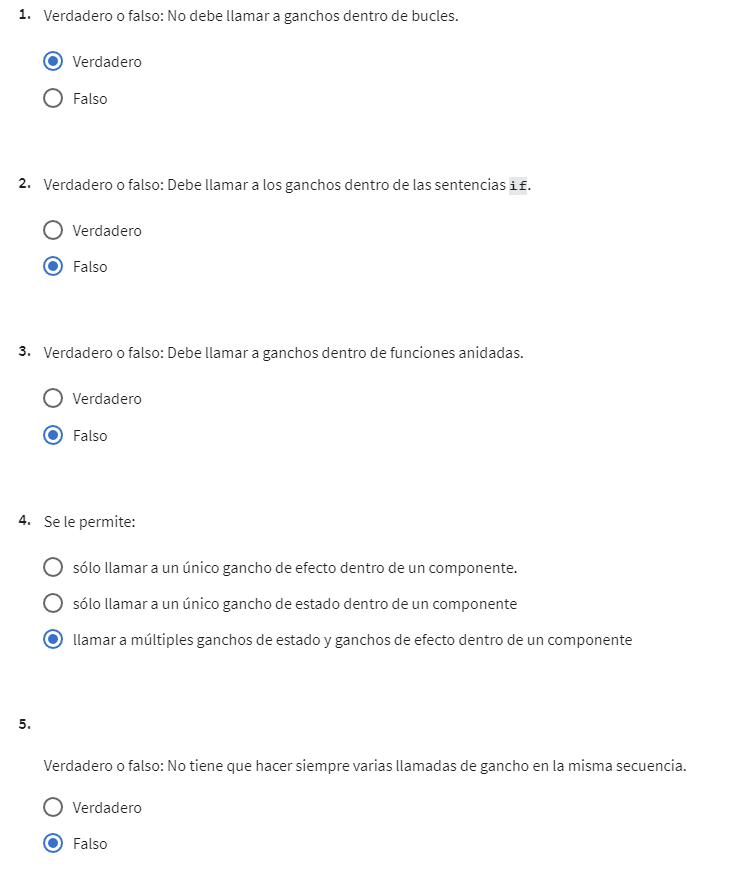 1. Verdadero o falso: No debe llamar a ganchos dentro de bucles.
Verdadero
Falso
2. Verdadero o falso: Debe llamar a los ganchos dentro de las sentencias if.
Verdadero
Falso
3. Verdadero o falso: Debe llamar a ganchos dentro de funciones anidadas.
Verdadero
Falso
4. Se le permite:
sólo llamar a un único gancho de efecto dentro de un componente.
sólo llamar a un único gancho de estado dentro de un componente
llamar a múltiples ganchos de estado y ganchos de efecto dentro de un componente
5.
Verdadero o falso: No tiene que hacer siempre varias llamadas de gancho en la misma secuencia.
Verdadero
Falso